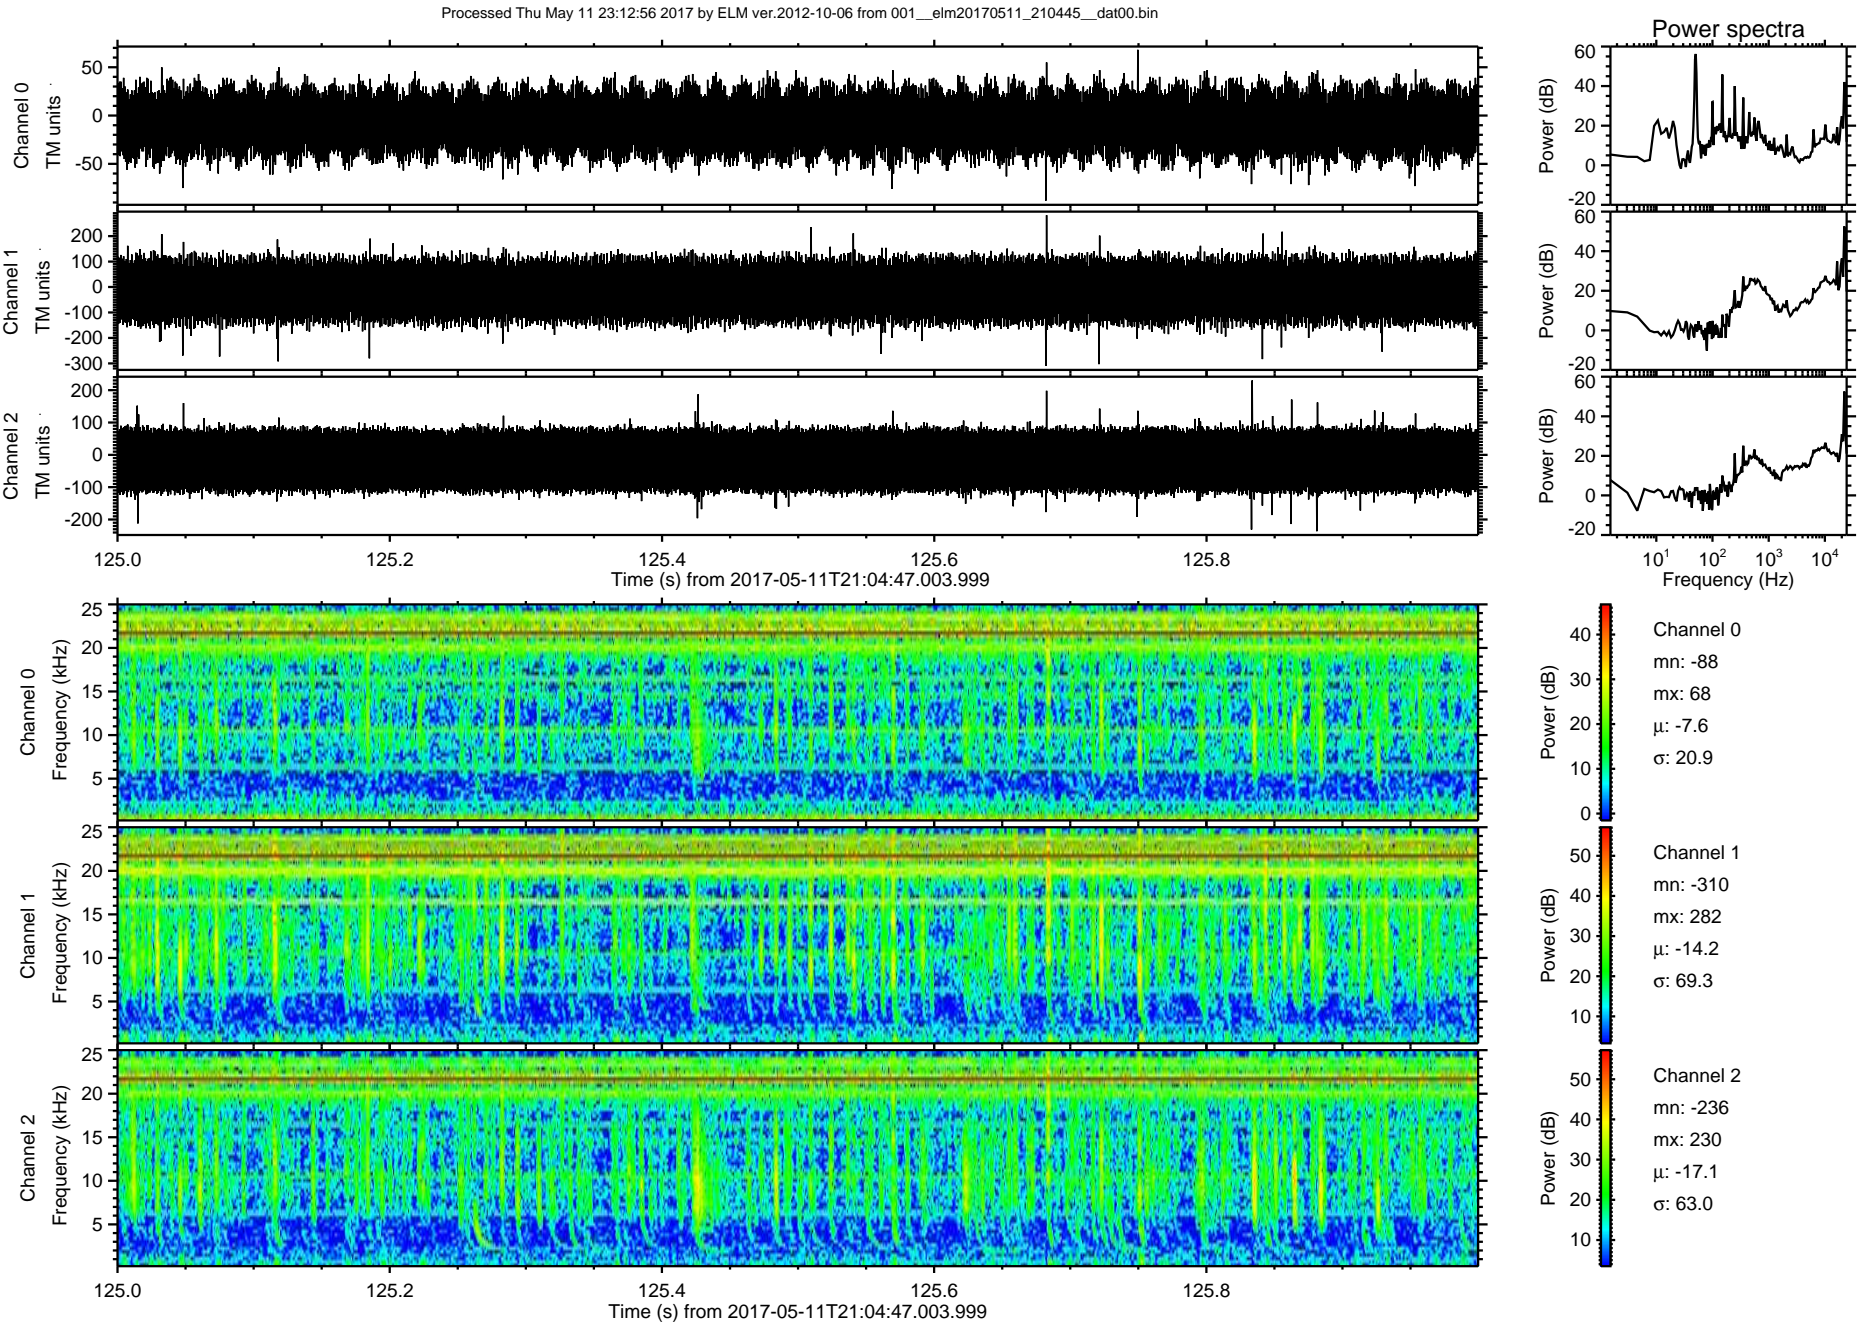 Processed Thu May 11 23:12:56 2017 by ELM ver.2012-10-06 from 001__elm20170511_210445__dat00.bin
Power spectra
Channel 0
TM units
50
0
-50
Power (dB)
60
40
20
0
-20
Channel 1
TM units
200
100
0
-100
-200
-300
Power (dB)
60
40
20
0
-20
Channel 2
TM units
200
100
0
-100
-200
Power (dB)
60
40
20
0
-20
125.0 125.2 125.4 125.6 125.8
Time (s) from 2017-05-11T21:04:47.003.999
10^1 10^2 10^3 10^4
Frequency (Hz)
Channel 0
Frequency (kHz)
25
20
15
10
5
Power (dB)
40
30
20
10
0
Channel 0
mn: -88
mx: 68
μ: -7.6
σ: 20.9
Channel 1
Frequency (kHz)
25
20
15
10
5
Power (dB)
50
40
30
20
10
Channel 1
mn: -310
mx: 282
μ: -14.2
σ: 69.3
Channel 2
Frequency (kHz)
25
20
15
10
5
Power (dB)
50
40
30
20
10
Channel 2
mn: -236
mx: 230
μ: -17.1
σ: 63.0
125.0 125.2 125.4 125.6 125.8
Time (s) from 2017-05-11T21:04:47.003.999